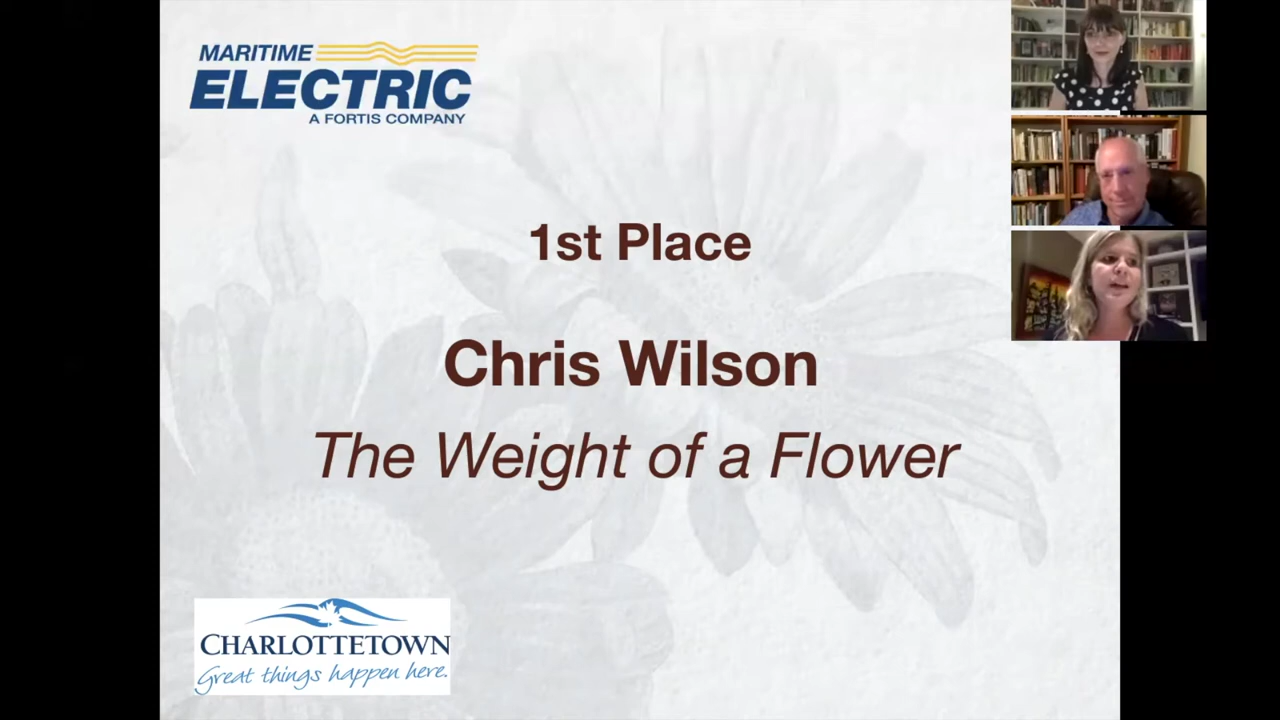 MARITIME
ELECTRIC
A FORTIS COMPANY
1st Place
Chris Wilson
The Weight of a Flower
CHARLOTTETOWN
Great things happen here.